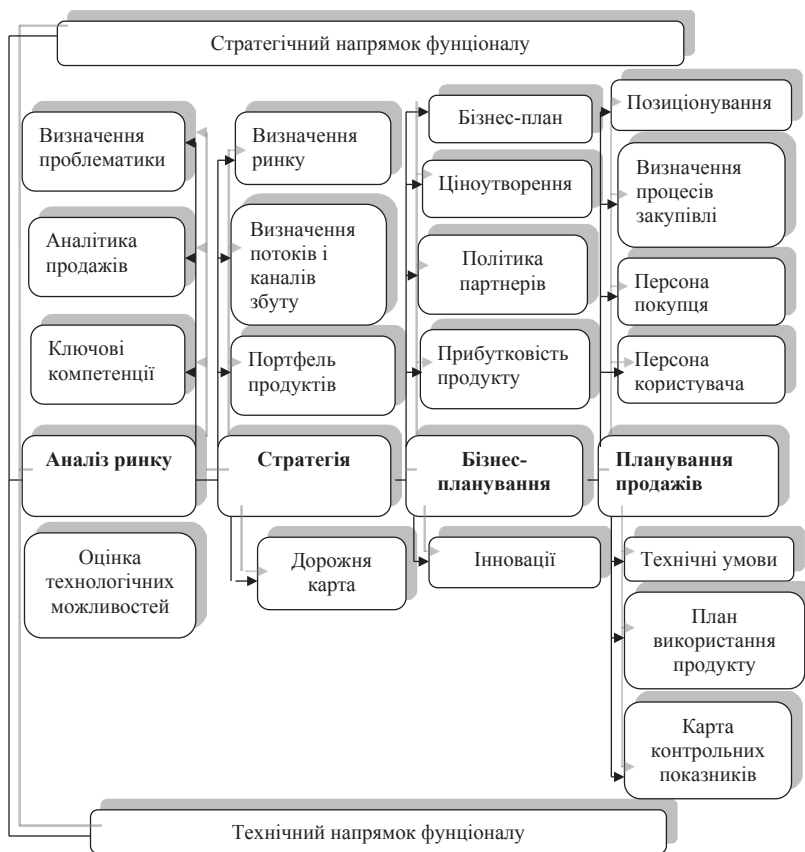 Стратегічний напрямок фунціоналу
Визначення
проблематики
Аналітика
продажів
Ключові
компетенції
Визначення
ринку
Визначення
потоків і
каналів
збуту
Портфель
продуктів
Бізнес-план
Ціноутворення
Політика
партнерів
Прибутковість
продукту
Позиціонування
Визначення
процесів
закупівлі
Персона
покупця
Персона
користувача
Аналіз ринку
Стратегія
Бізнес-
планування
Планування
продажів
Оцінка
технологічних
можливостей
Дорожня
карта
Інновації
Технічні умови
План
використання
продукту
Карта
контрольних
показників
Технічний напрямок фунціоналу